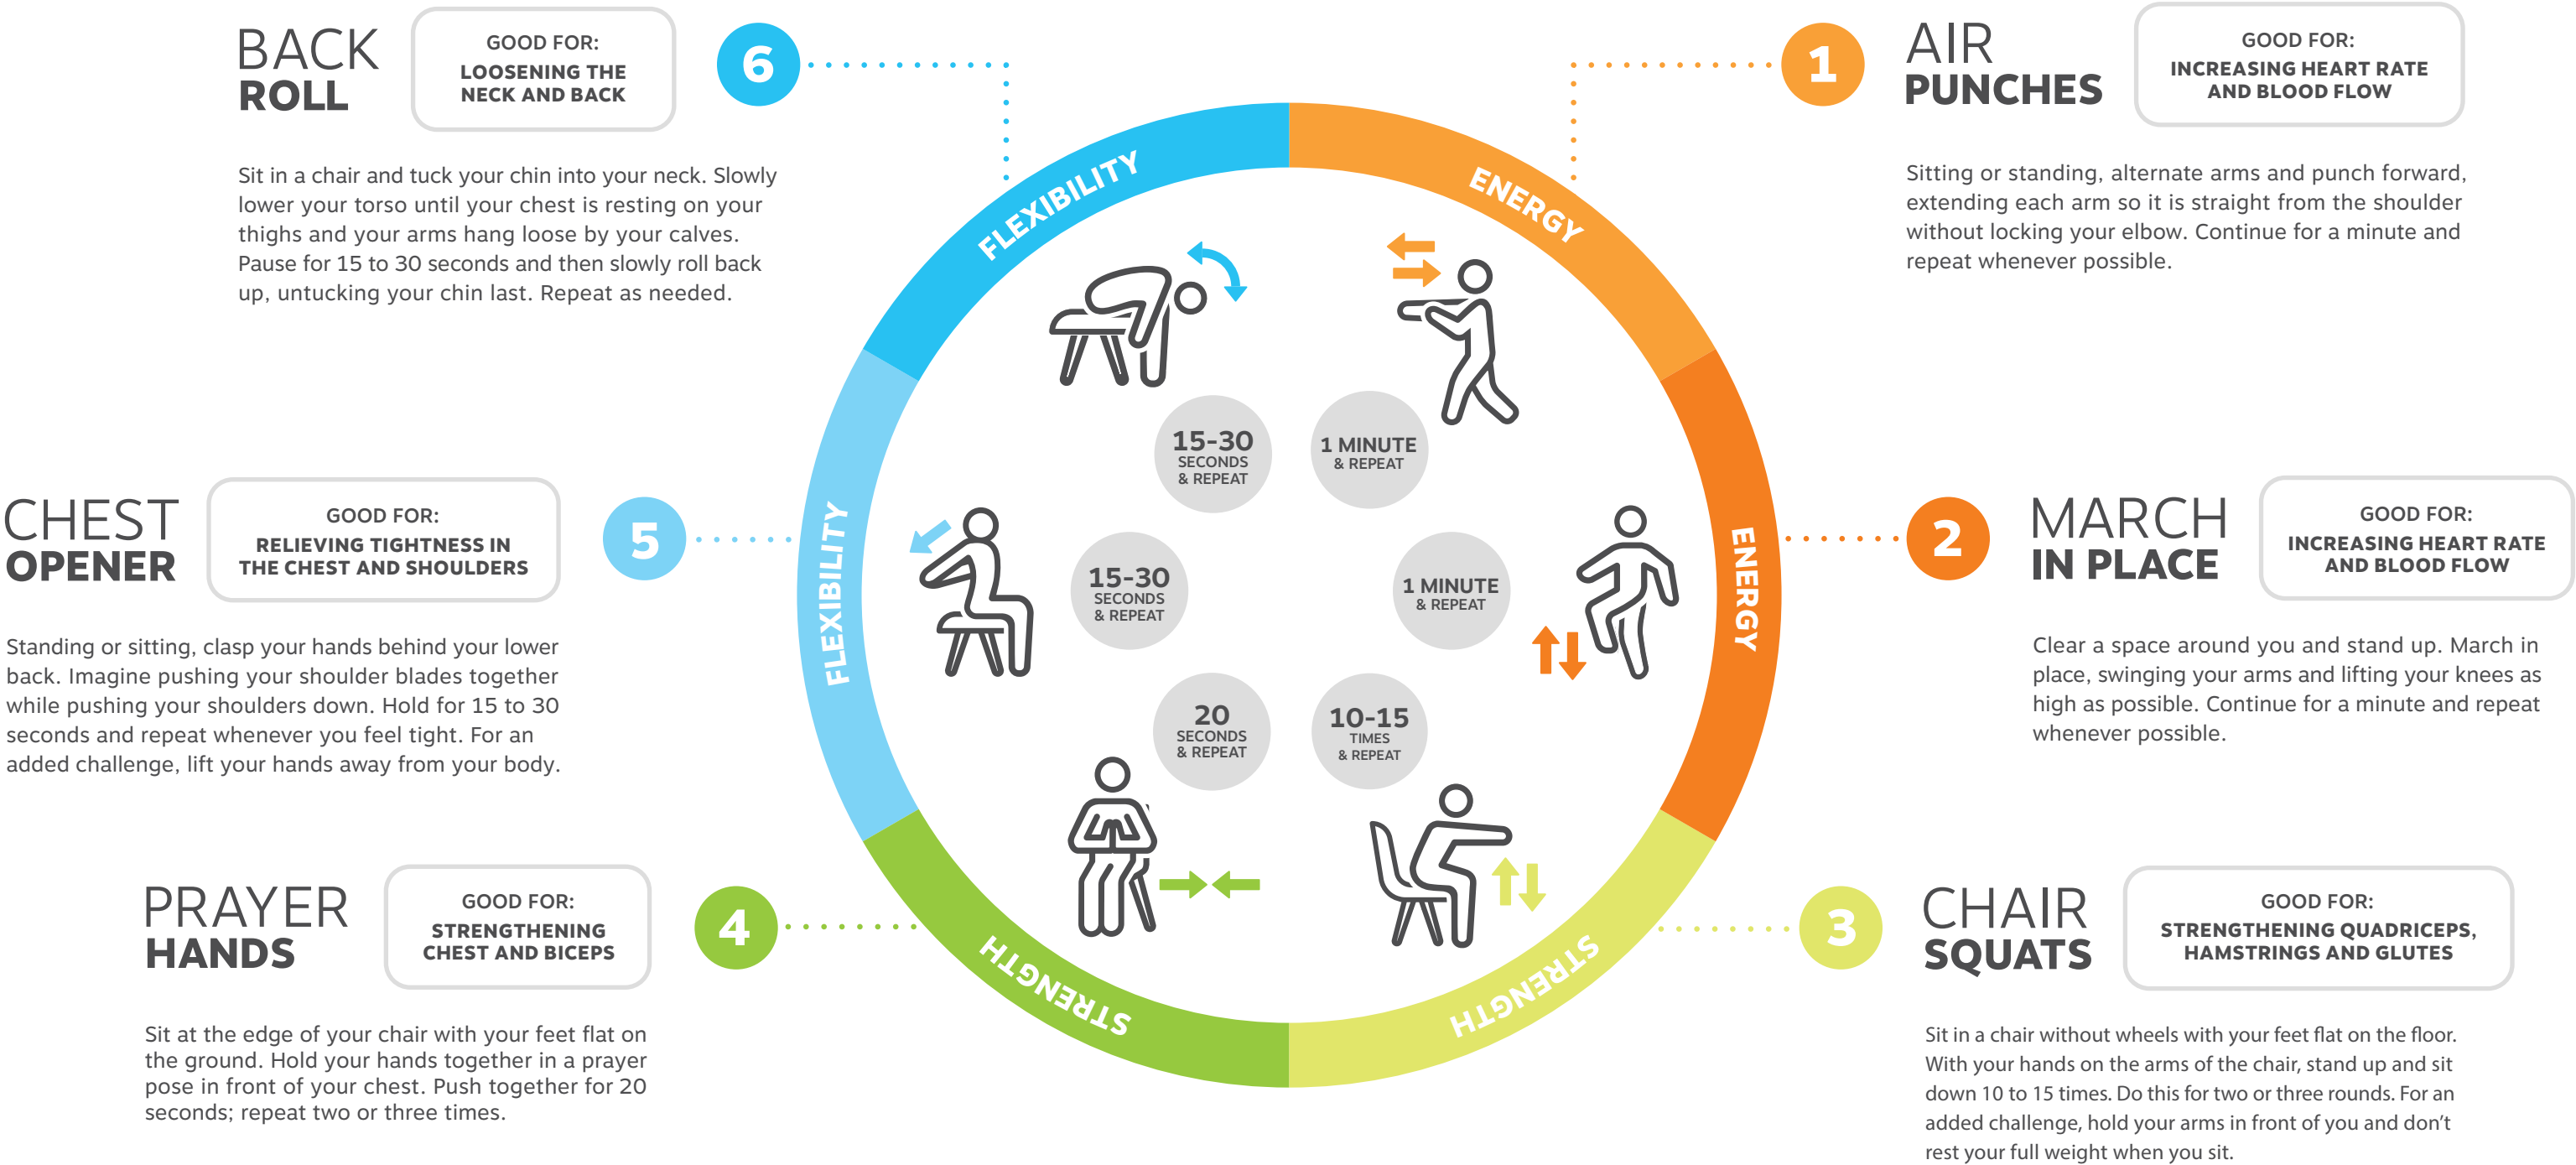 BACK
ROLL
GOOD FOR:
LOOSENING THE
NECK AND BACK
6
Sit in a chair and tuck your chin into your neck. Slowly
lower your torso until your chest is resting on your
thighs and your arms hang loose by your calves.
Pause for 15 to 30 seconds and then slowly roll back
up, untucking your chin last. Repeat as needed.
1
AIR
PUNCHES
GOOD FOR:
INCREASING HEART RATE
AND BLOOD FLOW
Sitting or standing, alternate arms and punch forward,
extending each arm so it is straight from the shoulder
without locking your elbow. Continue for a minute and
repeat whenever possible.
FLEXIBILITY
ENERGY
15-30
SECONDS
& REPEAT
1 MINUTE
& REPEAT
CHEST
OPENER
GOOD FOR:
RELIEVING TIGHTNESS IN
THE CHEST AND SHOULDERS
5
Standing or sitting, clasp your hands behind your lower
back. Imagine pushing your shoulder blades together
while pushing your shoulders down. Hold for 15 to 30
seconds and repeat whenever you feel tight. For an
added challenge, lift your hands away from your body.
FLEXIBILITY
15-30
SECONDS
& REPEAT
1 MINUTE
& REPEAT
ENERGY
2
MARCH
IN PLACE
GOOD FOR:
INCREASING HEART RATE
AND BLOOD FLOW
Clear a space around you and stand up. March in
place, swinging your arms and lifting your knees as
high as possible. Continue for a minute and repeat
whenever possible.
20
SECONDS
& REPEAT
10-15
TIMES
& REPEAT
PRAYER
HANDS
GOOD FOR:
STRENGTHENING
CHEST AND BICEPS
4
Sit at the edge of your chair with your feet flat on
the ground. Hold your hands together in a prayer
pose in front of your chest. Push together for 20
seconds; repeat two or three times.
STRENGTH
STRENGTH
3
CHAIR
SQUATS
GOOD FOR:
STRENGTHENING QUADRICEPS,
HAMSTRINGS AND GLUTES
Sit in a chair without wheels with your feet flat on the floor.
With your hands on the arms of the chair, stand up and sit
down 10 to 15 times. Do this for two or three rounds. For an
added challenge, hold your arms in front of you and don’t
rest your full weight when you sit.